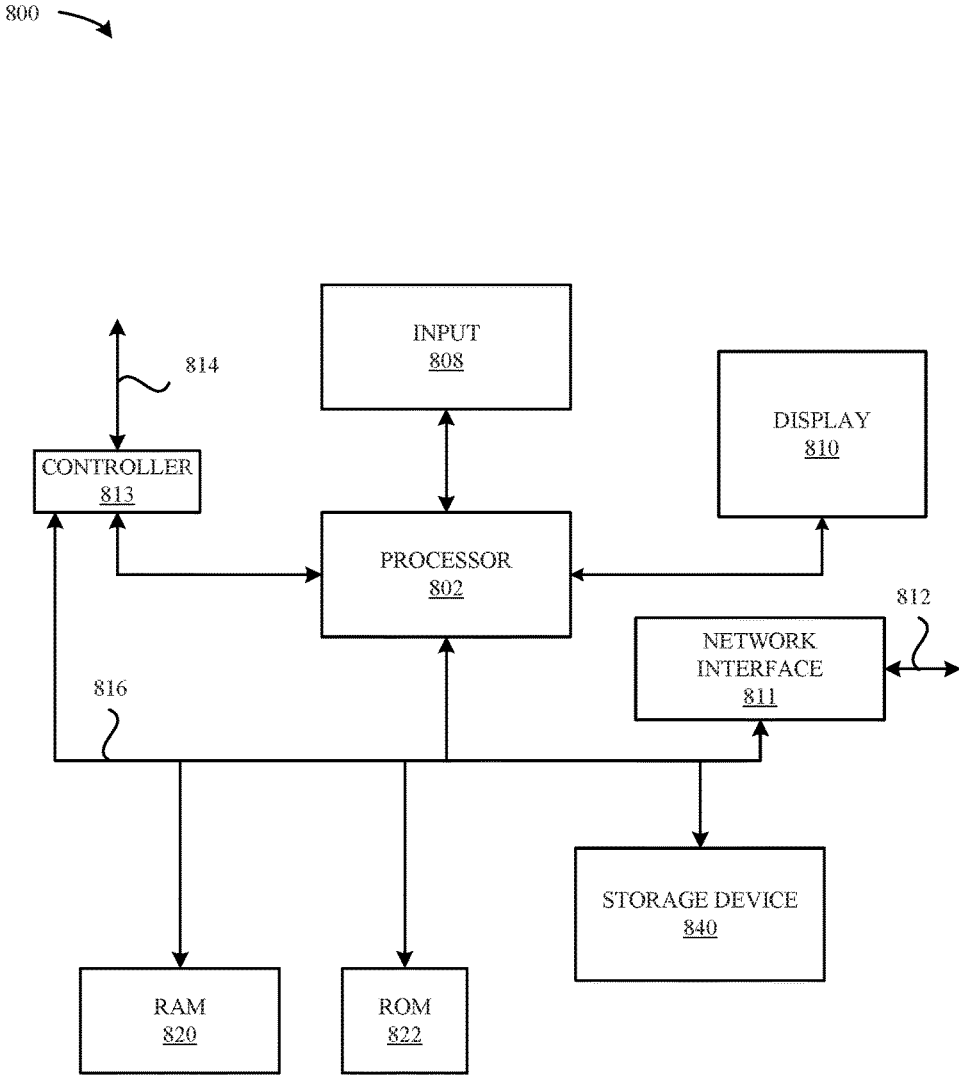 800
INPUT
808
814
DISPLAY
810
CONTROLLER
813
PROCESSOR
802
812
NETWORK
INTERFACE
811
816
STORAGE DEVICE
840
RAM
820
ROM
822